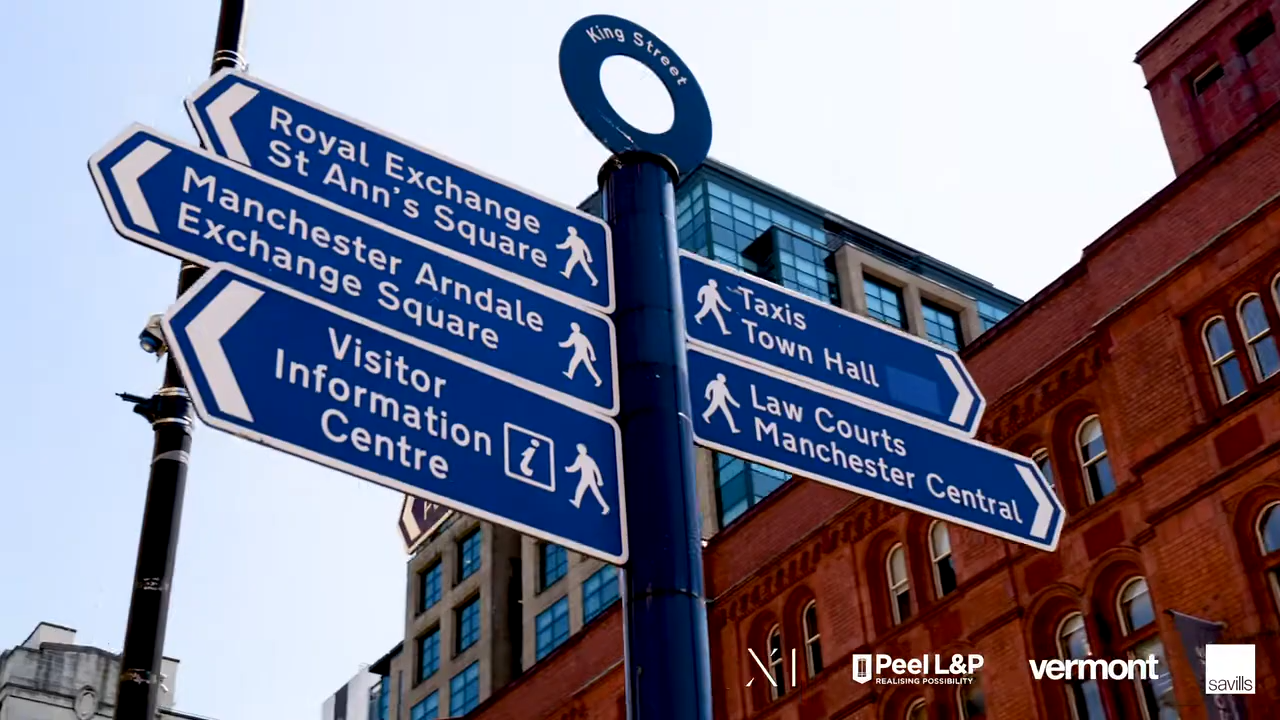 King Street
Royal Exchange
St Ann's Square
Manchester Arndale
Exchange Square
Visitor
Information
Centre
i
Taxis
Town Hall
Law Courts
Manchester Central
XI
Peel L&P
REALISING POSSIBILITY
vermont
savills